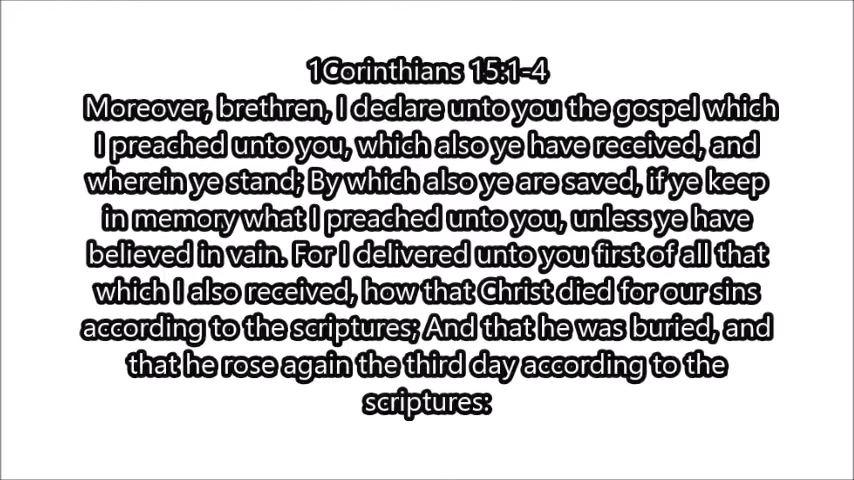 1Corinthians 15:1-4
Moreover, brethren, I declare unto you the gospel which
I preached unto you, which also ye have received, and
wherein ye stand; By which also ye are saved, if ye keep
in memory what I preached unto you, unless ye have
believed in vain. For I delivered unto you first of all that
which I also received, how that Christ died for our sins
according to the scriptures; And that he was buried, and
that he rose again the third day according to the
scriptures: